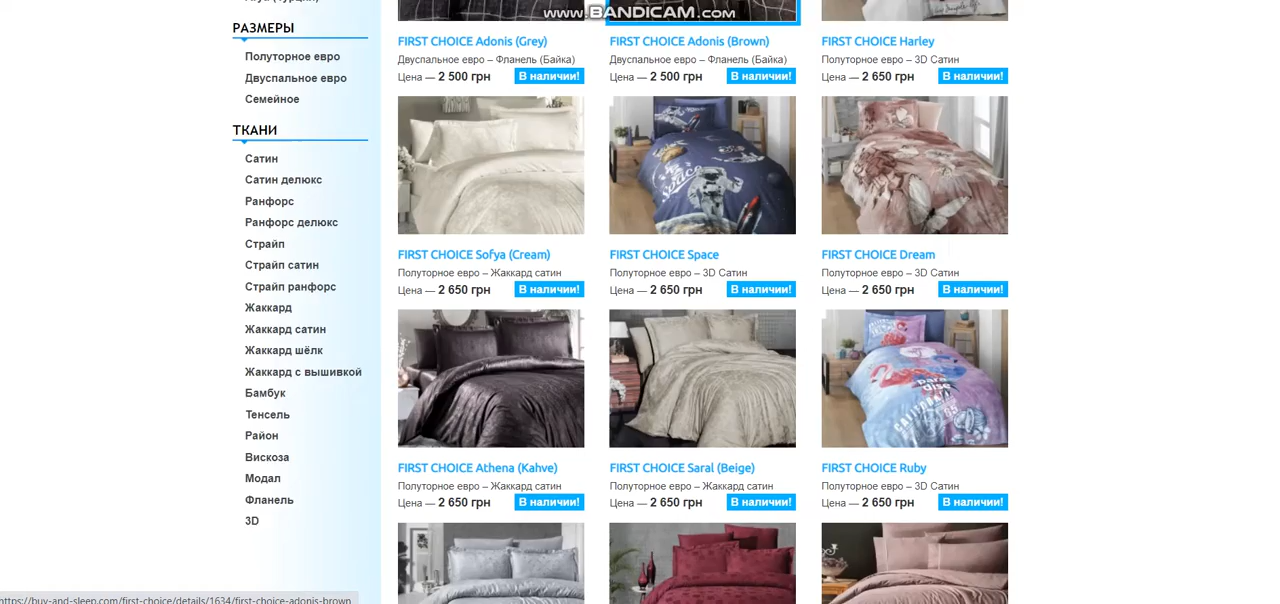 www.BANDICAM.com
РАЗМЕРЫ
Полуторное евро
Двуспальное евро
Семейное
ТКАНИ
Сатин
Сатин делюкс
Ранфорс
Ранфорс делюкс
Страйп
Страйп сатин
Страйп ранфорс
Жаккард
Жаккард сатин
Жаккард шёлк
Жаккард с вышивкой
Бамбук
Тенсель
Район
Вискоза
Модал
Фланель
3D
FIRST CHOICE Adonis (Grey)
Двуспальное евро – Фланель (Байка)
Цена — 2 500 грн В наличии!
FIRST CHOICE Adonis (Brown)
Двуспальное евро – Фланель (Байка)
Цена — 2 500 грн В наличии!
FIRST CHOICE Harley
Полуторное евро – 3D Сатин
Цена — 2 650 грн В наличии!
space
FIRST CHOICE Sofya (Cream)
Полуторное евро – Жаккард сатин
Цена — 2 650 грн В наличии!
FIRST CHOICE Space
Полуторное евро – 3D Сатин
Цена — 2 650 грн В наличии!
FIRST CHOICE Dream
Полуторное евро – 3D Сатин
Цена — 2 650 грн В наличии!
para
dise
CALIFORNIA
FIRST CHOICE Athena (Kahve)
Полуторное евро – Жаккард сатин
Цена — 2 650 грн В наличии!
FIRST CHOICE Saral (Beige)
Полуторное евро – Жаккард сатин
Цена — 2 650 грн В наличии!
FIRST CHOICE Ruby
Полуторное евро – 3D Сатин
Цена — 2 650 грн В наличии!
https://buy-and-sleep.com/first-choice/details/1634/first-choice-adonis-brown